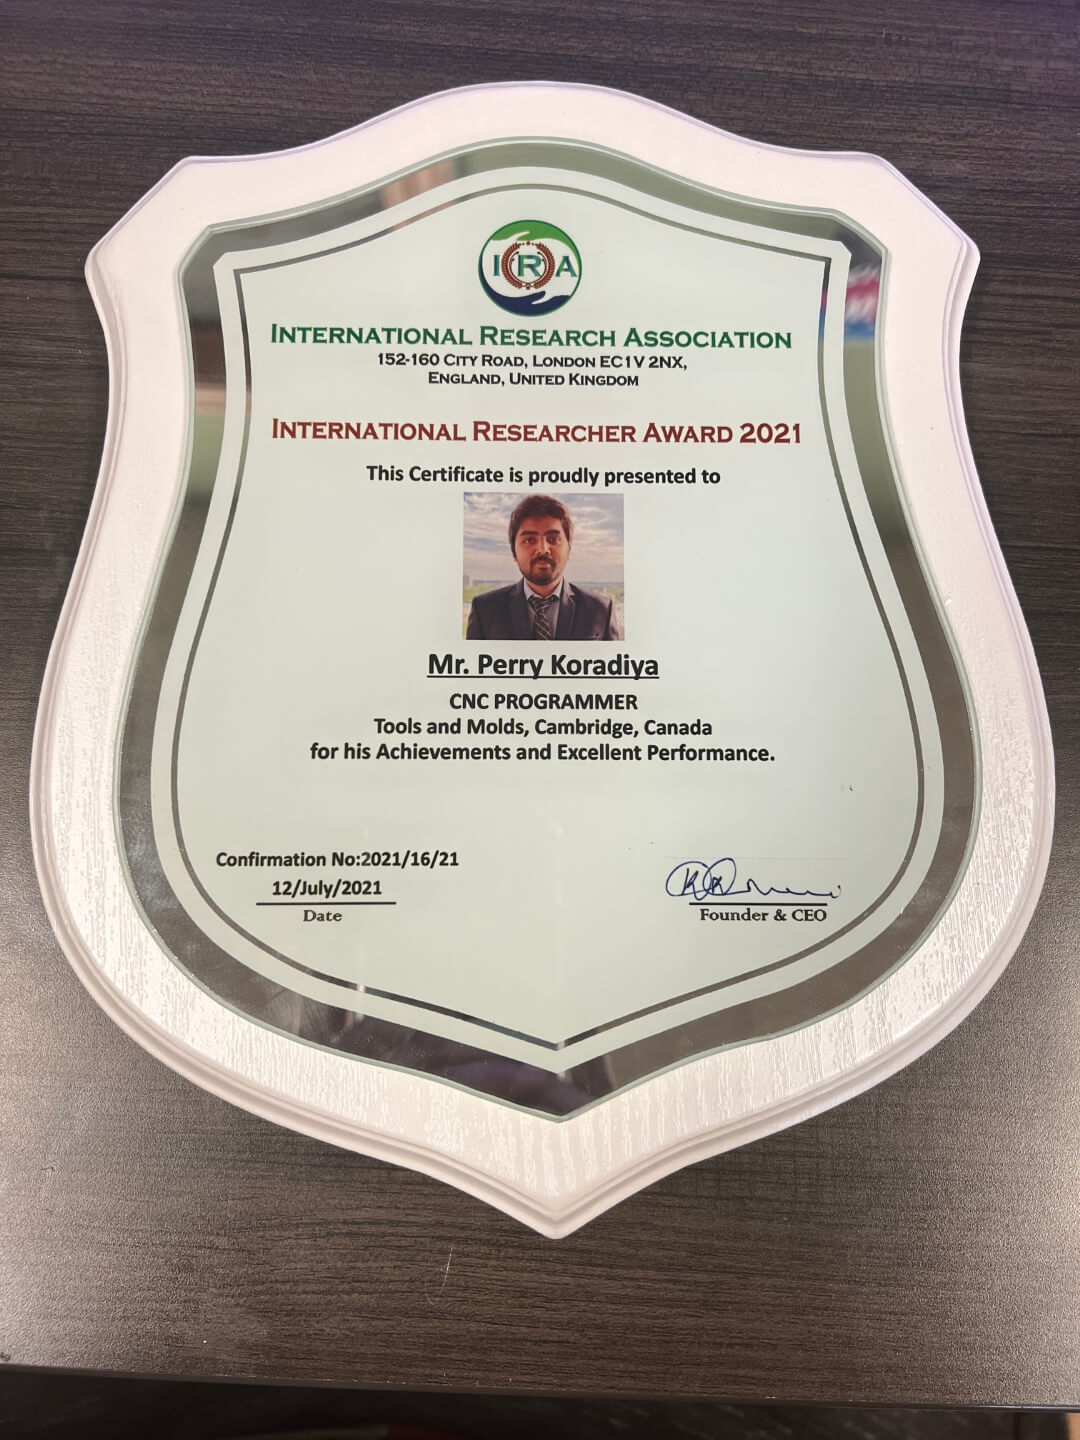 IRA
INTERNATIONAL RESEARCH ASSOCIATION
152-160 CITY ROAD, LONDON EC1V 2NX,
ENGLAND, UNITED KINGDOM
INTERNATIONAL RESEARCHER AWARD 2021
This Certificate is proudly presented to
Mr. Perry Koradiya
CNC PROGRAMMER
Tools and Molds, Cambridge, Canada
for his Achievements and Excellent Performance.
Confirmation No:2021/16/21
12/July/2021
Date
Founder & CEO